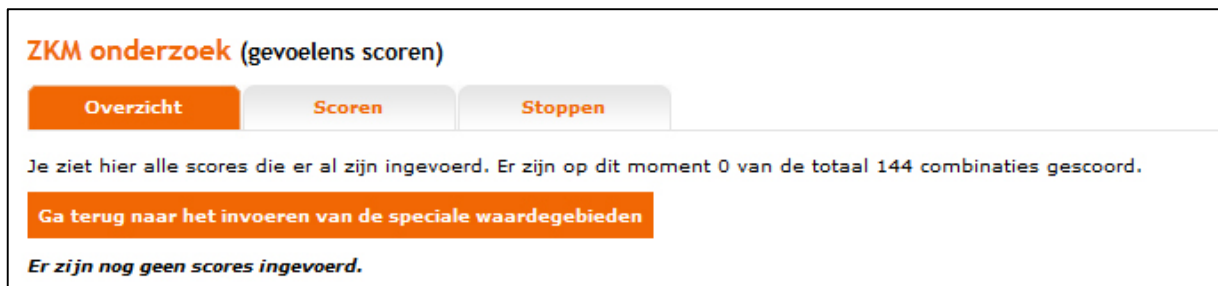 ZKM onderzoek (gevoelens scoren)
Overzicht Scoren Stoppen
Je ziet hier alle scores die er al zijn ingevoerd. Er zijn op dit moment 0 van de totaal 144 combinaties gescoord.
Ga terug naar het invoeren van de speciale waardegebieden
Er zijn nog geen scores ingevoerd.